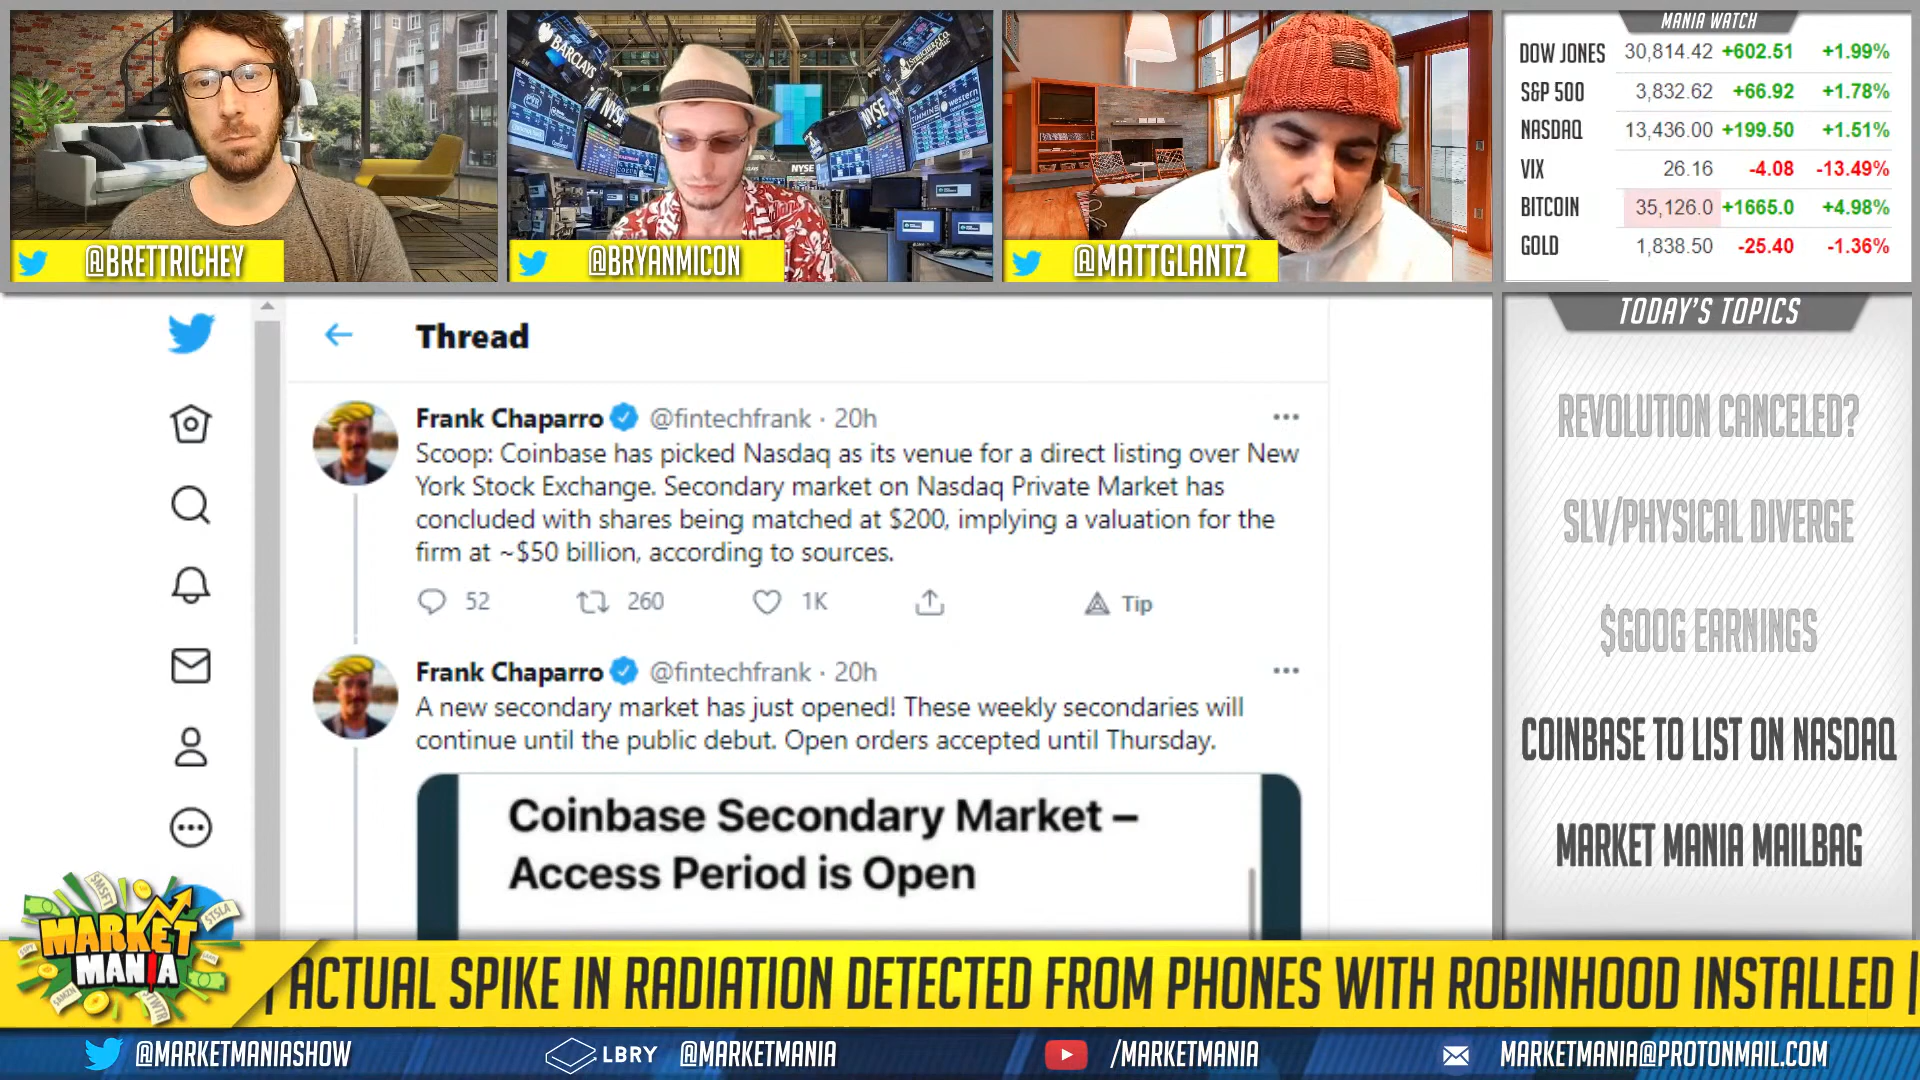 BARCLAYS
NYSE
NYSE
NYSE
@BRETTRICHEY
@BRYANMICON
@MATTGLANTZ
MANIA WATCH
DOW JONES 30,814.42 +602.51 +1.99%
S&P 500 3,832.62 +66.92 +1.78%
NASDAQ 13,436.00 +199.50 +1.51%
VIX 26.16 -4.08 -13.49%
BITCOIN 35,126.0 +1665.0 +4.98%
GOLD 1,838.50 -25.40 -1.36%
Thread
Frank Chaparro @fintechfrank · 20h
Scoop: Coinbase has picked Nasdaq as its venue for a direct listing over New
York Stock Exchange. Secondary market on Nasdaq Private Market has
concluded with shares being matched at $200, implying a valuation for the
firm at ~$50 billion, according to sources.
52 260 1K Tip
Frank Chaparro @fintechfrank · 20h
A new secondary market has just opened! These weekly secondaries will
continue until the public debut. Open orders accepted until Thursday.
Coinbase Secondary Market –
Access Period is Open
TODAY'S TOPICS
REVOLUTION CANCELED?
SLV/PHYSICAL DIVERGE
$GOOG EARNINGS
COINBASE TO LIST ON NASDAQ
MARKET MANIA MAILBAG
$MSFT
$TSLA
MARKET
MANIA
$AMZN
$TWTR
| ACTUAL SPIKE IN RADIATION DETECTED FROM PHONES WITH ROBINHOOD INSTALLED |
@MARKETMANIASHOW
LBRY @MARKETMANIA
/MARKETMANIA
MARKETMANIA@PROTONMAIL.COM